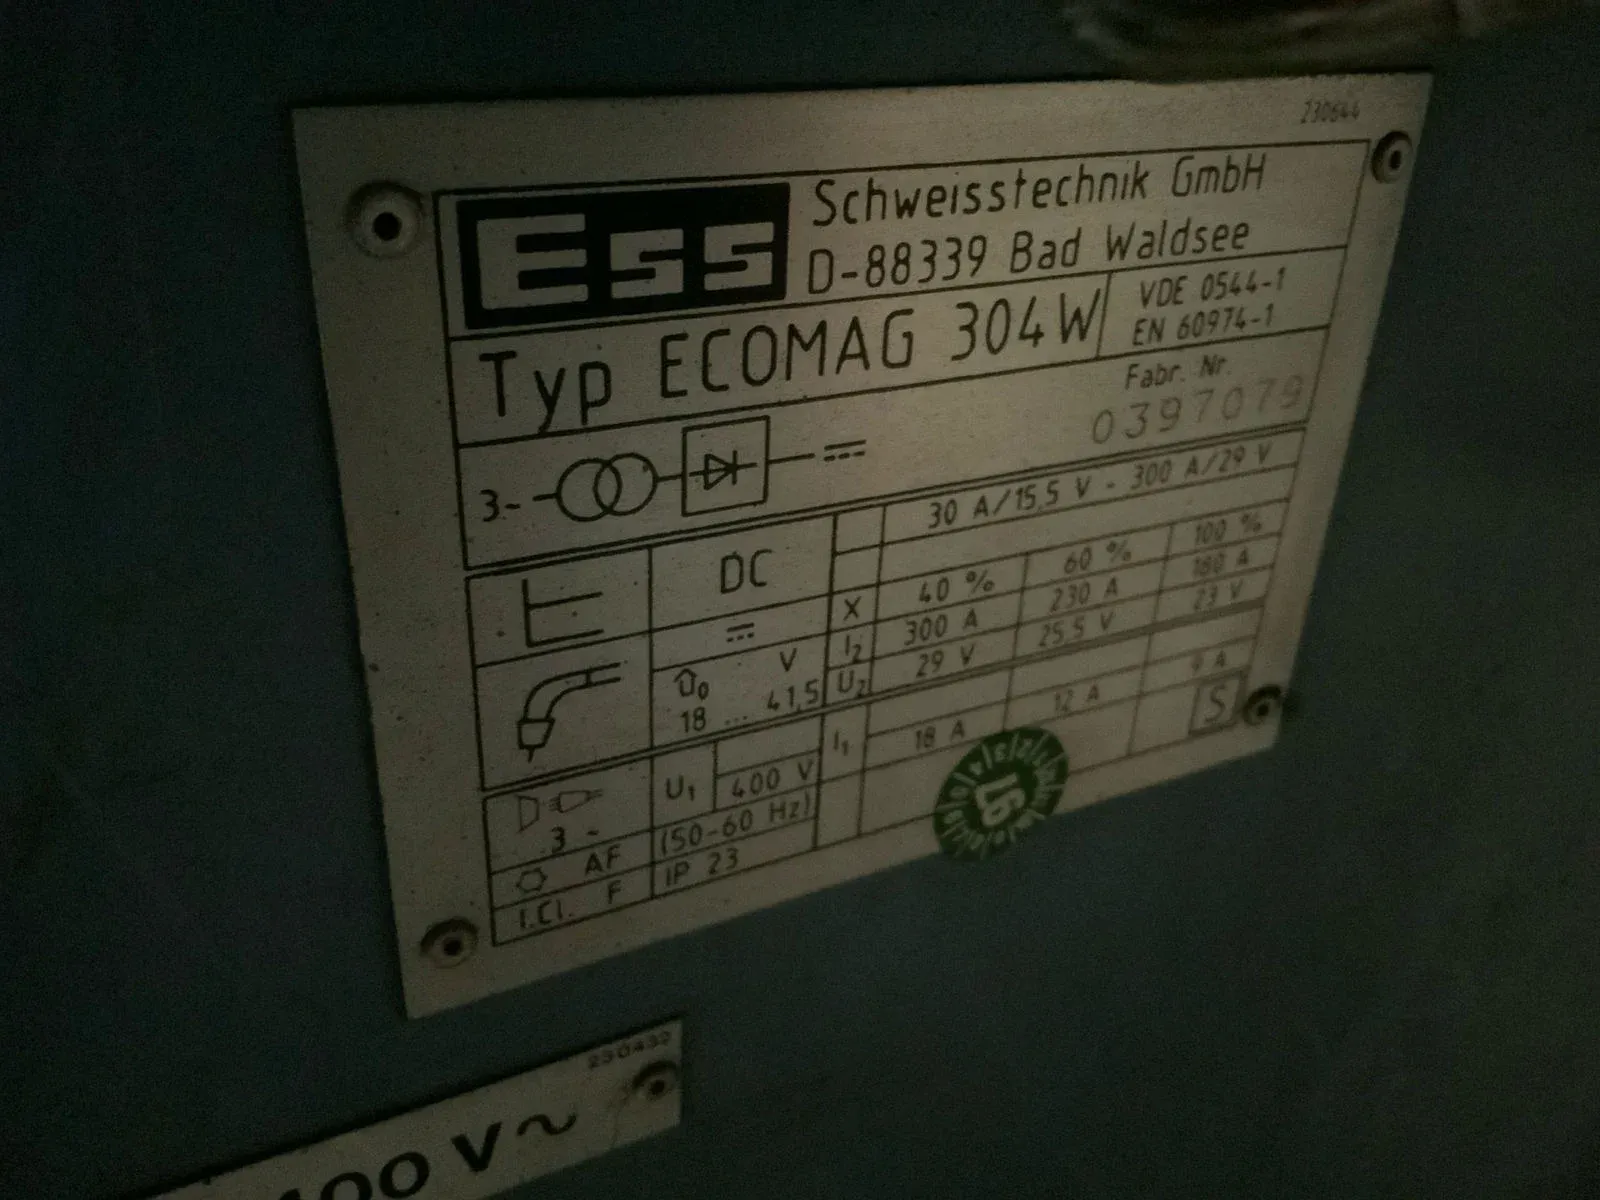 230644
Ess Schweisstechnik GmbH
D-88339 Bad Waldsee
Typ ECOMAG 304W
VDE 0544-1
EN 60974-1
Fabr. Nr.
0397079
3~
30 A/15,5 V - 300 A/29 V
DC
X 40 % 60 % 100 %
I2 300 A 230 A 180 A
U2 29 V 25,5 V 23 V
U0 V
18 ... 41,5
U1 400 V
I1 18 A 12 A 9 A
3 ~ (50-60 Hz)
AF IP 23
I.Cl. F
S
97
230432
400 V~